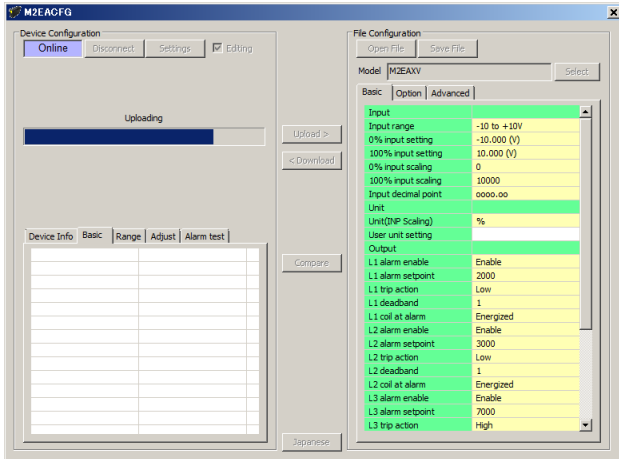 M2EACFG
Device Configuration
Online Disconnect Settings Editing
Uploading
Device Info Basic Range Adjust Alarm test
Upload >
< Download
Compare
Japanese
File Configuration
Open File Save File
Model M2EAXV Select
Basic Option Advanced
Input
Input range -10 to +10V
0% input setting -10.000 (V)
100% input setting 10.000 (V)
0% input scaling 0
100% input scaling 10000
Input decimal point oooo.oo
Unit
Unit(INP Scaling) %
User unit setting
Output
L1 alarm enable Enable
L1 alarm setpoint 2000
L1 trip action Low
L1 deadband 1
L1 coil at alarm Energized
L2 alarm enable Enable
L2 alarm setpoint 3000
L2 trip action Low
L2 deadband 1
L2 coil at alarm Energized
L3 alarm enable Enable
L3 alarm setpoint 7000
L3 trip action High